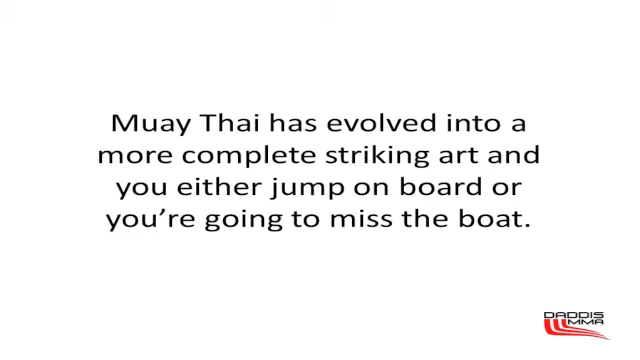 Muay Thai has evolved into a
more complete striking art and
you either jump on board or
you're going to miss the boat.
DADDIS
MMA